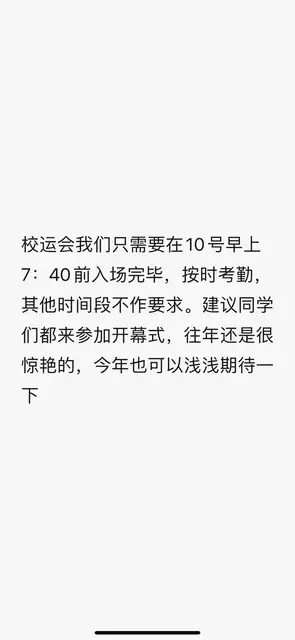 校运会我们只需要在10号早上
7：40前入场完毕，按时考勤，
其他时间段不作要求。建议同学
们都来参加开幕式，往年还是很
惊艳的，今年也可以浅浅期待一
下